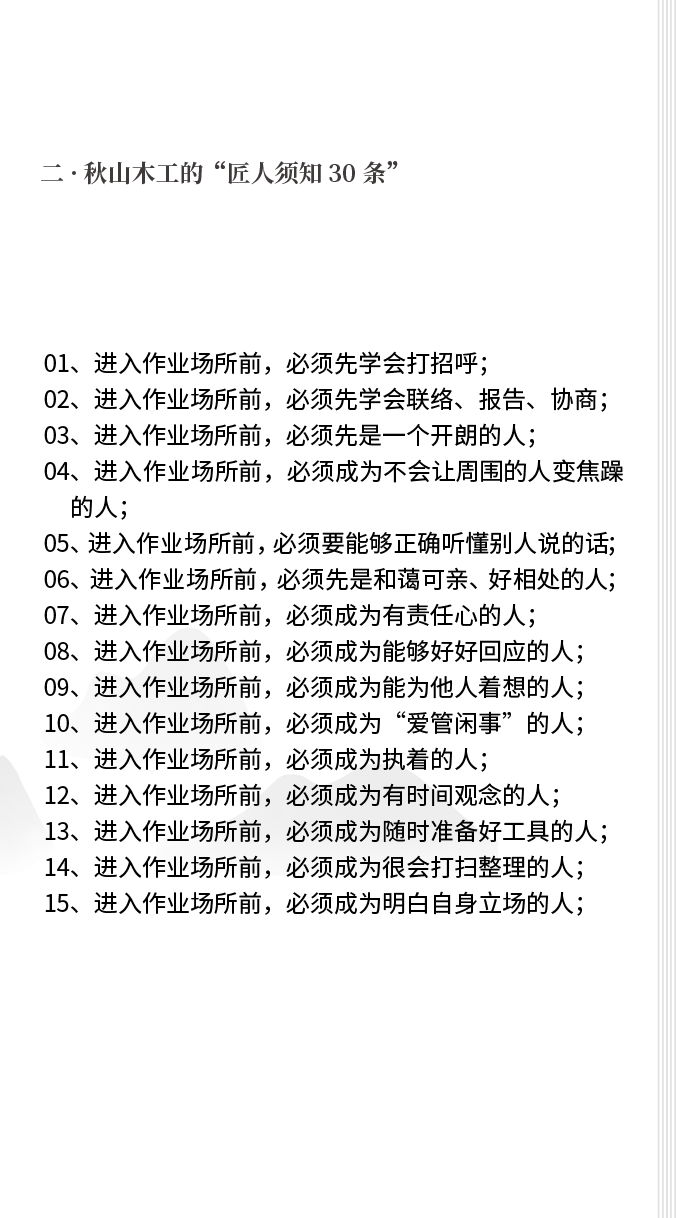 二·秋山木工的“匠人须知 30 条”
01、进入作业场所前，必须先学会打招呼；
02、进入作业场所前，必须先学会联络、报告、协商；
03、进入作业场所前，必须先是一个开朗的人；
04、进入作业场所前，必须成为不会让周围的人变焦躁
的人；
05、进入作业场所前，必须要能够正确听懂别人说的话；
06、进入作业场所前，必须先是和蔼可亲、好相处的人；
07、进入作业场所前，必须成为有责任心的人；
08、进入作业场所前，必须成为能够好好回应的人；
09、进入作业场所前，必须成为能为他人着想的人；
10、进入作业场所前，必须成为“爱管闲事”的人；
11、进入作业场所前，必须成为执着的人；
12、进入作业场所前，必须成为有时间观念的人；
13、进入作业场所前，必须成为随时准备好工具的人；
14、进入作业场所前，必须成为很会打扫整理的人；
15、进入作业场所前，必须成为明白自身立场的人；